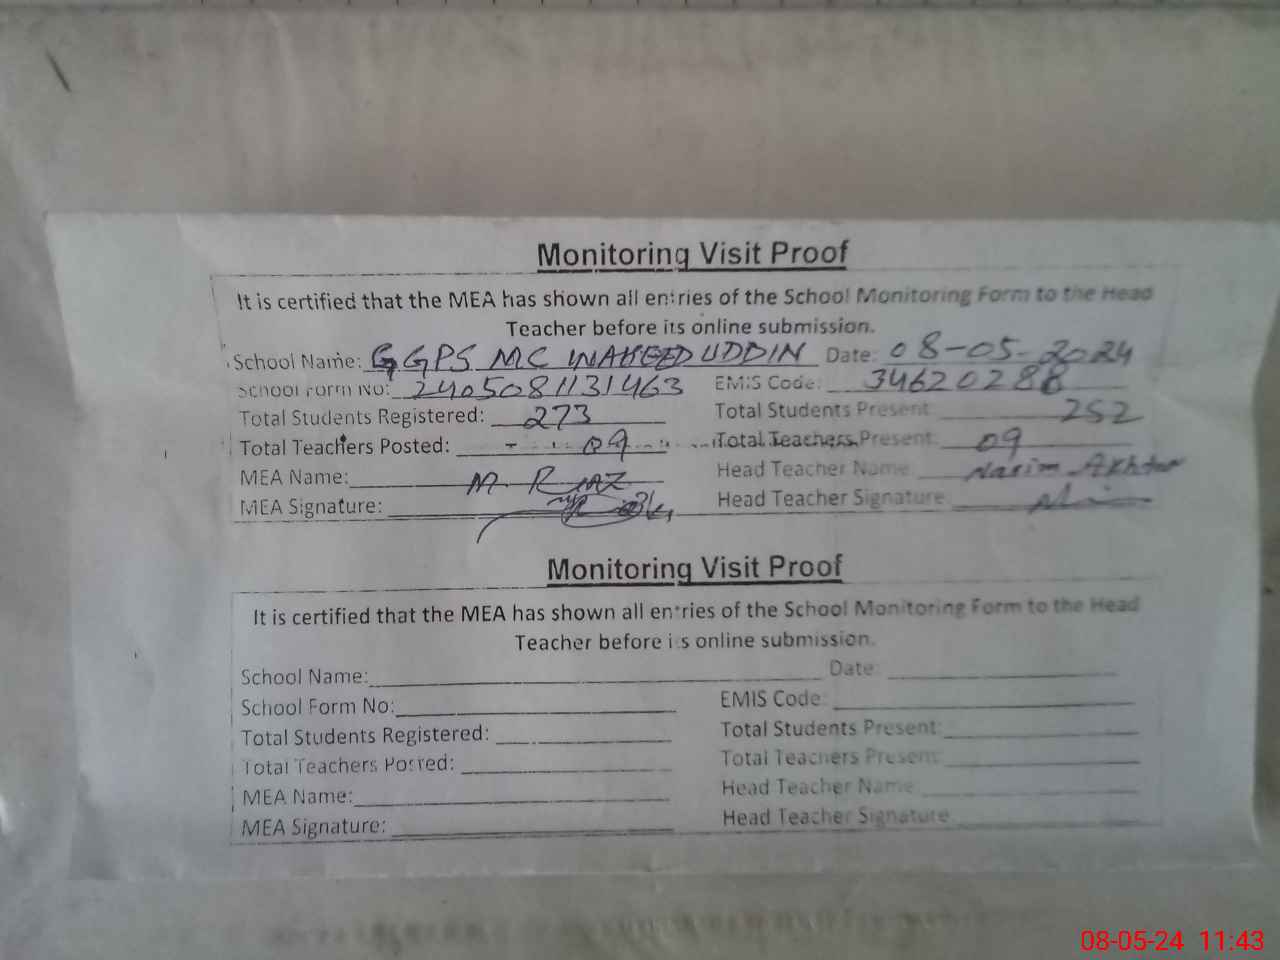 Monitoring Visit Proof
It is certified that the MEA has shown all entries of the School Monitoring Form to the Head
Teacher before its online submission.
School Name: GGPS MC WAHEED UDDIN Date: 08-05-2024
School Form No: 2405081131463 EMIS Code: 34620288
Total Students Registered: 273 Total Students Present: 252
Total Teachers Posted: 09 Total Teachers Present: 09
MEA Name: M Riaz Head Teacher Name: Nasim Akhtar
MEA Signature: Head Teacher Signature:
Monitoring Visit Proof
It is certified that the MEA has shown all entries of the School Monitoring Form to the Head
Teacher before its online submission.
School Name: Date:
School Form No: EMIS Code:
Total Students Registered: Total Students Present:
Total Teachers Posted: Total Teachers Present:
MEA Name: Head Teacher Name:
MEA Signature: Head Teacher Signature:
08-05-24 11:43